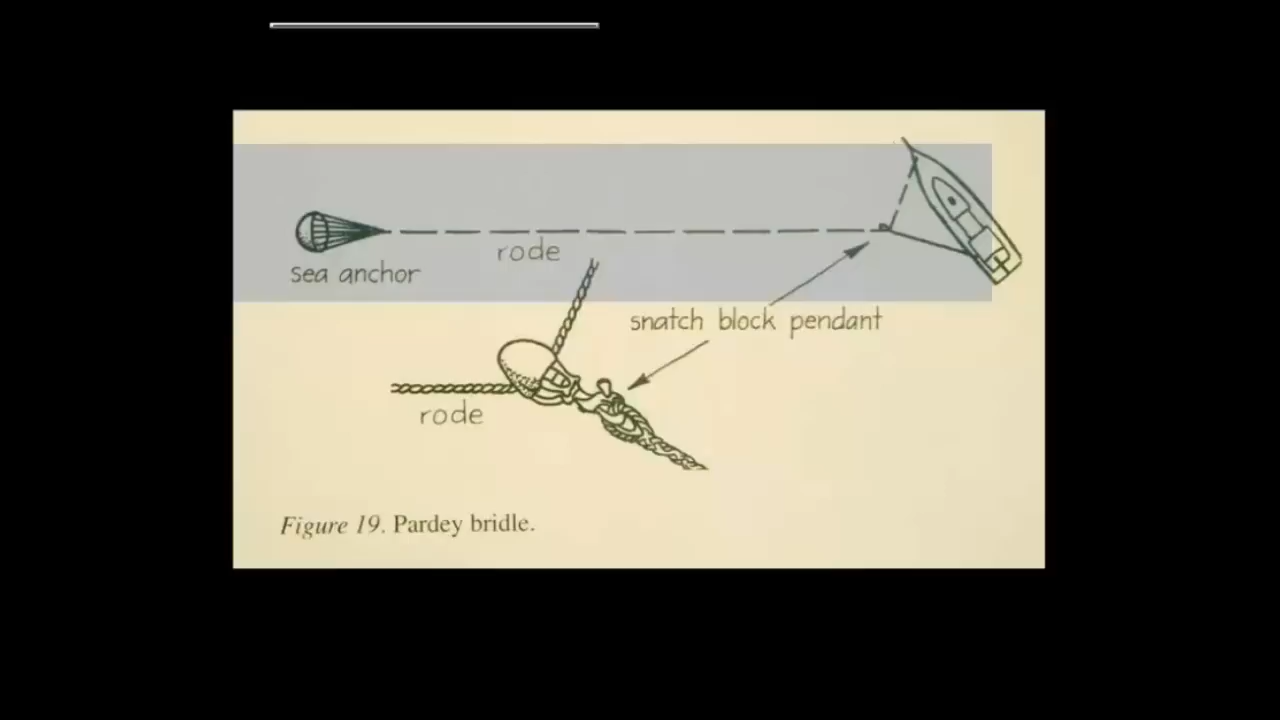 rode
sea anchor
snatch block pendant
rode
Figure 19. Pardey bridle.